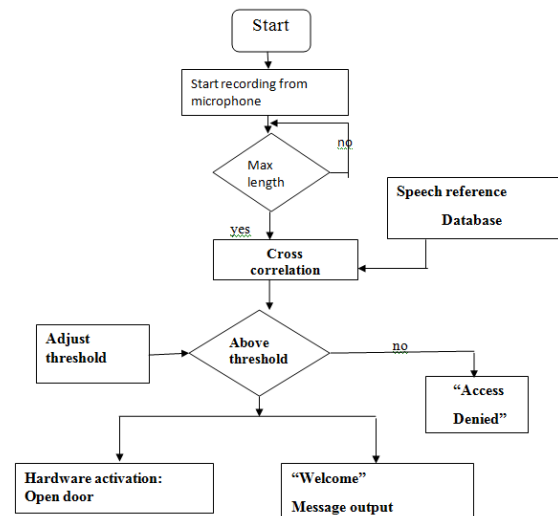 Start
Start recording from
microphone
no
Max
length
yes
Speech reference
Database
Cross
correlation
Adjust
threshold
Above
threshold
no
“Access
Denied”
Hardware activation:
Open door
“Welcome”
Message output